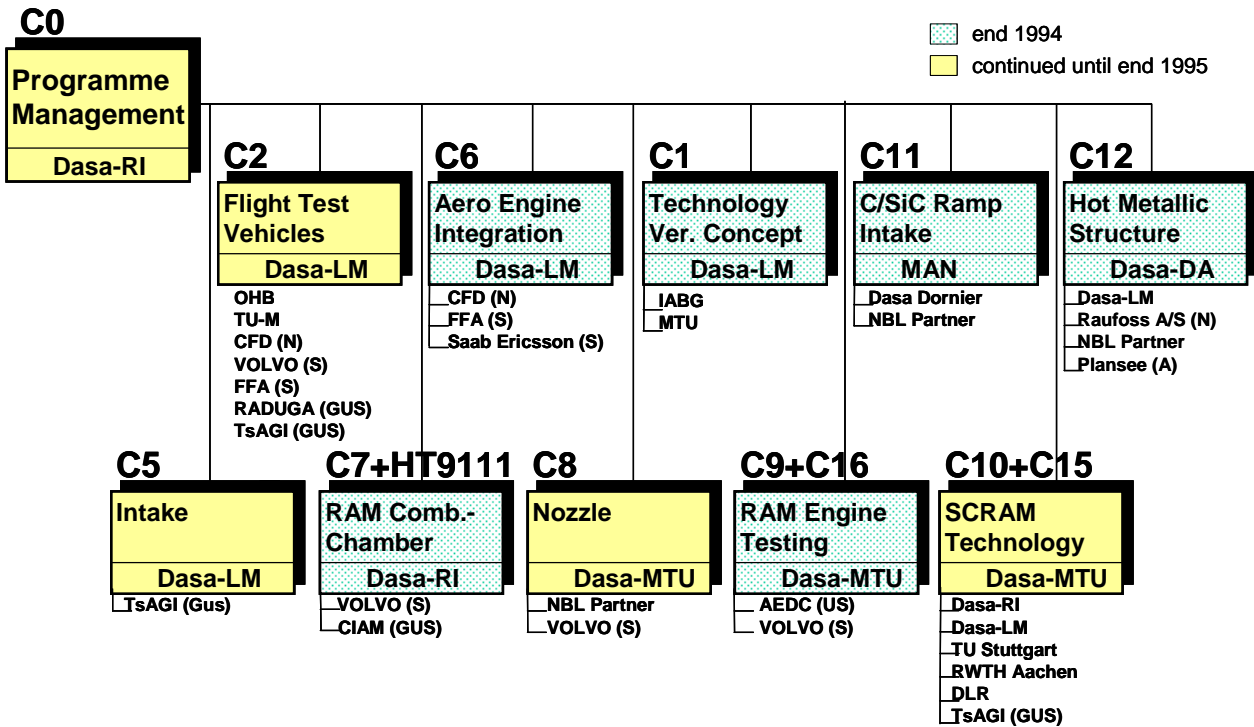 C0
Programme
Management
Dasa-RI
end 1994
continued until end 1995
C2
Flight Test
Vehicles
Dasa-LM
OHB
TU-M
CFD (N)
VOLVO (S)
FFA (S)
RADUGA (GUS)
TsAGI (GUS)
C6
Aero Engine
Integration
Dasa-LM
CFD (N)
FFA (S)
Saab Ericsson (S)
C1
Technology
Ver. Concept
Dasa-LM
IABG
MTU
C11
C/SiC Ramp
Intake
MAN
Dasa Dornier
NBL Partner
C12
Hot Metallic
Structure
Dasa-DA
Dasa-LM
Raufoss A/S (N)
NBL Partner
Plansee (A)
C5
Intake
Dasa-LM
TsAGI (Gus)
C7+HT9111
RAM Comb.-
Chamber
Dasa-RI
VOLVO (S)
CIAM (GUS)
C8
Nozzle
Dasa-MTU
NBL Partner
VOLVO (S)
C9+C16
RAM Engine
Testing
Dasa-MTU
AEDC (US)
VOLVO (S)
C10+C15
SCRAM
Technology
Dasa-MTU
Dasa-RI
Dasa-LM
TU Stuttgart
RWTH Aachen
DLR
TsAGI (GUS)